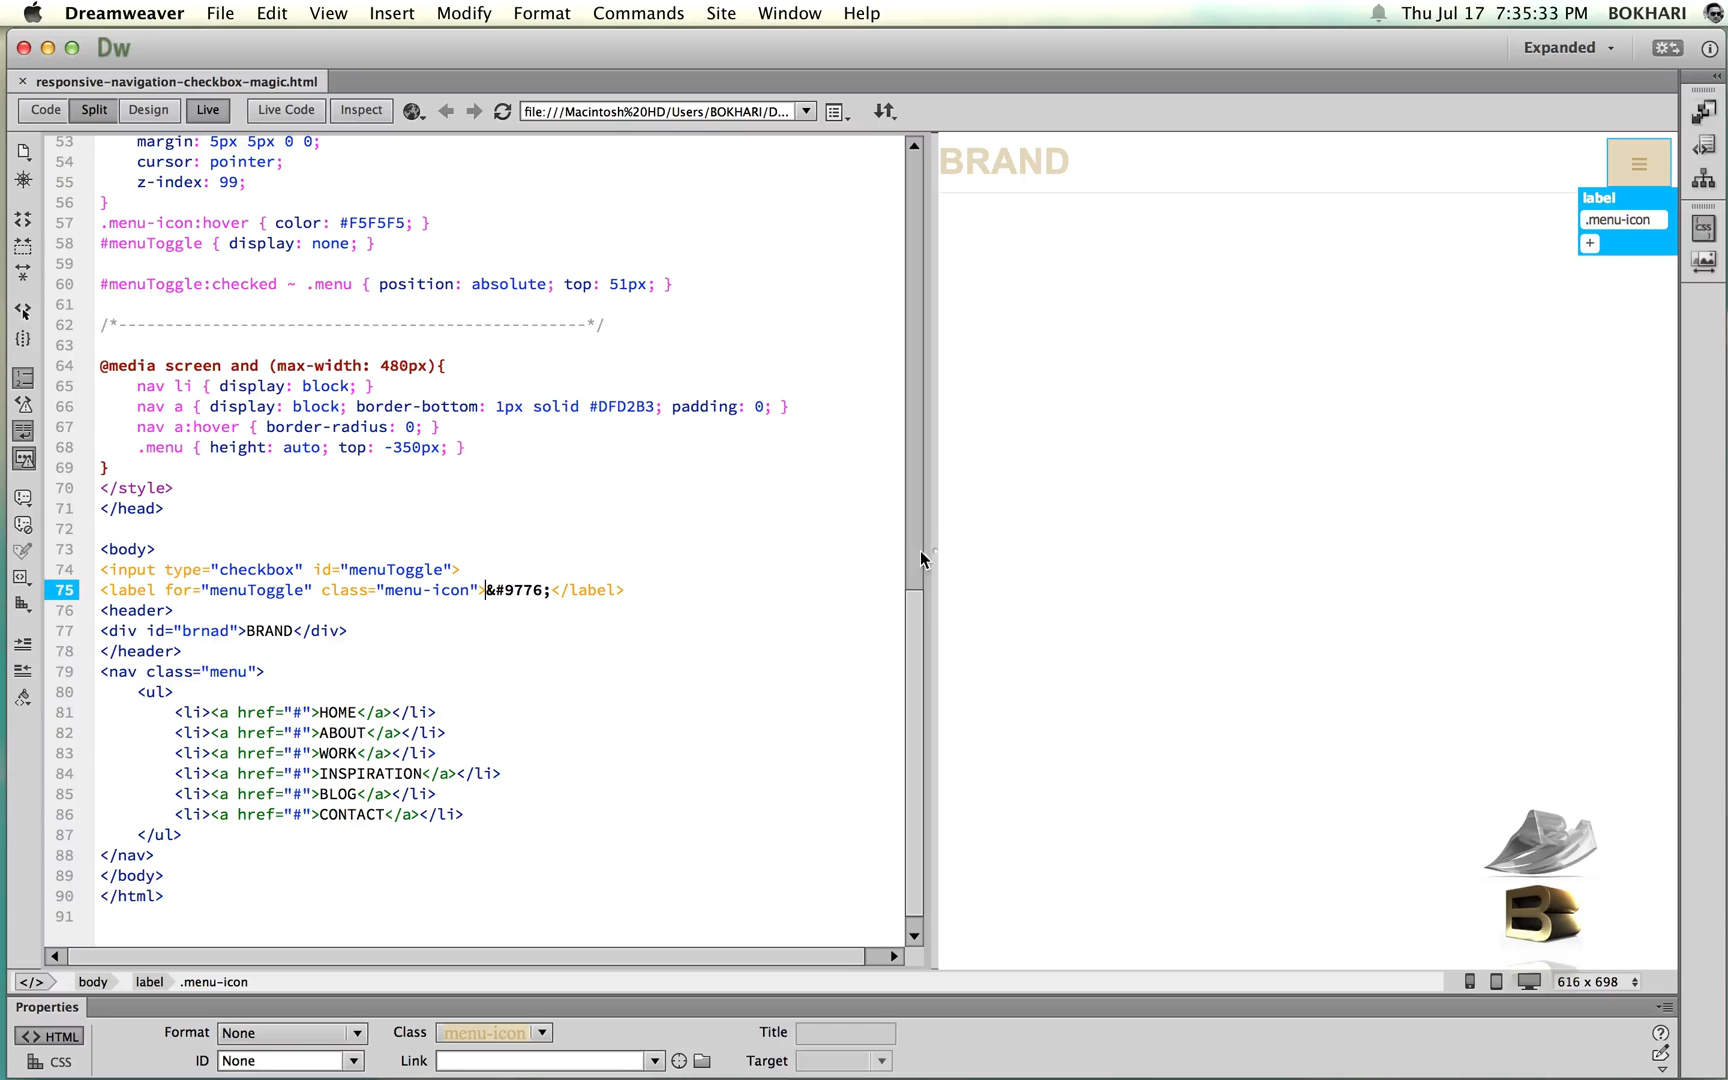 Dreamweaver File Edit View Insert Modify Format Commands Site Window Help Thu Jul 17 7:35:33 PM BOKHARI
Dw Expanded
× responsive-navigation-checkbox-magic.html
Code Split Design Live Live Code Inspect file:///Macintosh%20HD/Users/BOKHARI/D...
53 margin: 5px 5px 0 0;
54 cursor: pointer;
55 z-index: 99;
56 }
57 .menu-icon:hover { color: #F5F5F5; }
58 #menuToggle { display: none; }
59
60 #menuToggle:checked ~ .menu { position: absolute; top: 51px; }
61
62 /*---------------------------------------------------*/
63
64 @media screen and (max-width: 480px){
65 nav li { display: block; }
66 nav a { display: block; border-bottom: 1px solid #DFD2B3; padding: 0; }
67 nav a:hover { border-radius: 0; }
68 .menu { height: auto; top: -350px; }
69 }
70 </style>
71 </head>
72
73 <body>
74 <input type="checkbox" id="menuToggle">
75 <label for="menuToggle" class="menu-icon">&#9776;</label>
76 <header>
77 <div id="brnad">BRAND</div>
78 </header>
79 <nav class="menu">
80 <ul>
81 <li><a href="#">HOME</a></li>
82 <li><a href="#">ABOUT</a></li>
83 <li><a href="#">WORK</a></li>
84 <li><a href="#">INSPIRATION</a></li>
85 <li><a href="#">BLOG</a></li>
86 <li><a href="#">CONTACT</a></li>
87 </ul>
88 </nav>
89 </body>
90 </html>
91
BRAND ≡
label
.menu-icon
+
CSS
B
</> body label .menu-icon 616 x 698
Properties
<> HTML Format None Class menu-icon Title
CSS ID None Link Target